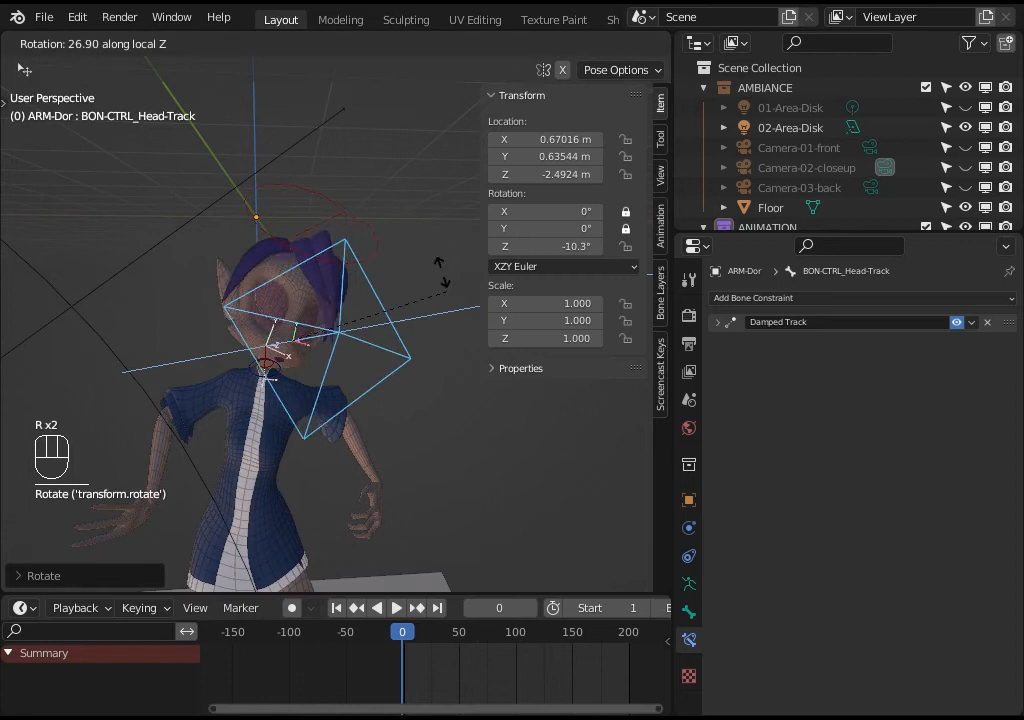 File Edit Render Window Help Layout Modeling Sculpting UV Editing Texture Paint Sh Scene ViewLayer
Rotation: 26.90 along local Z
X Pose Options
User Perspective
(0) ARM-Dor : BON-CTRL_Head-Track
Transform
Location:
X 0.67016 m
Y 0.63544 m
Z -2.4924 m
Rotation:
X 0°
Y 0°
Z -10.3°
XZY Euler
Scale:
X 1.000
Y 1.000
Z 1.000
Properties
Item
Tool
View
Animation
Bone Layers
Screencast Keys
z
x
R x2
Rotate ('transform.rotate')
Rotate
Scene Collection
AMBIANCE
01-Area-Disk
02-Area-Disk
Camera-01-front
Camera-02-closeup
Camera-03-back
Floor
ANIMATION
ARM-Dor BON-CTRL_Head-Track
Add Bone Constraint
Damped Track
Playback Keying View Marker 0 Start 1 E
-150 -100 -50 0 50 100 150 200
Summary